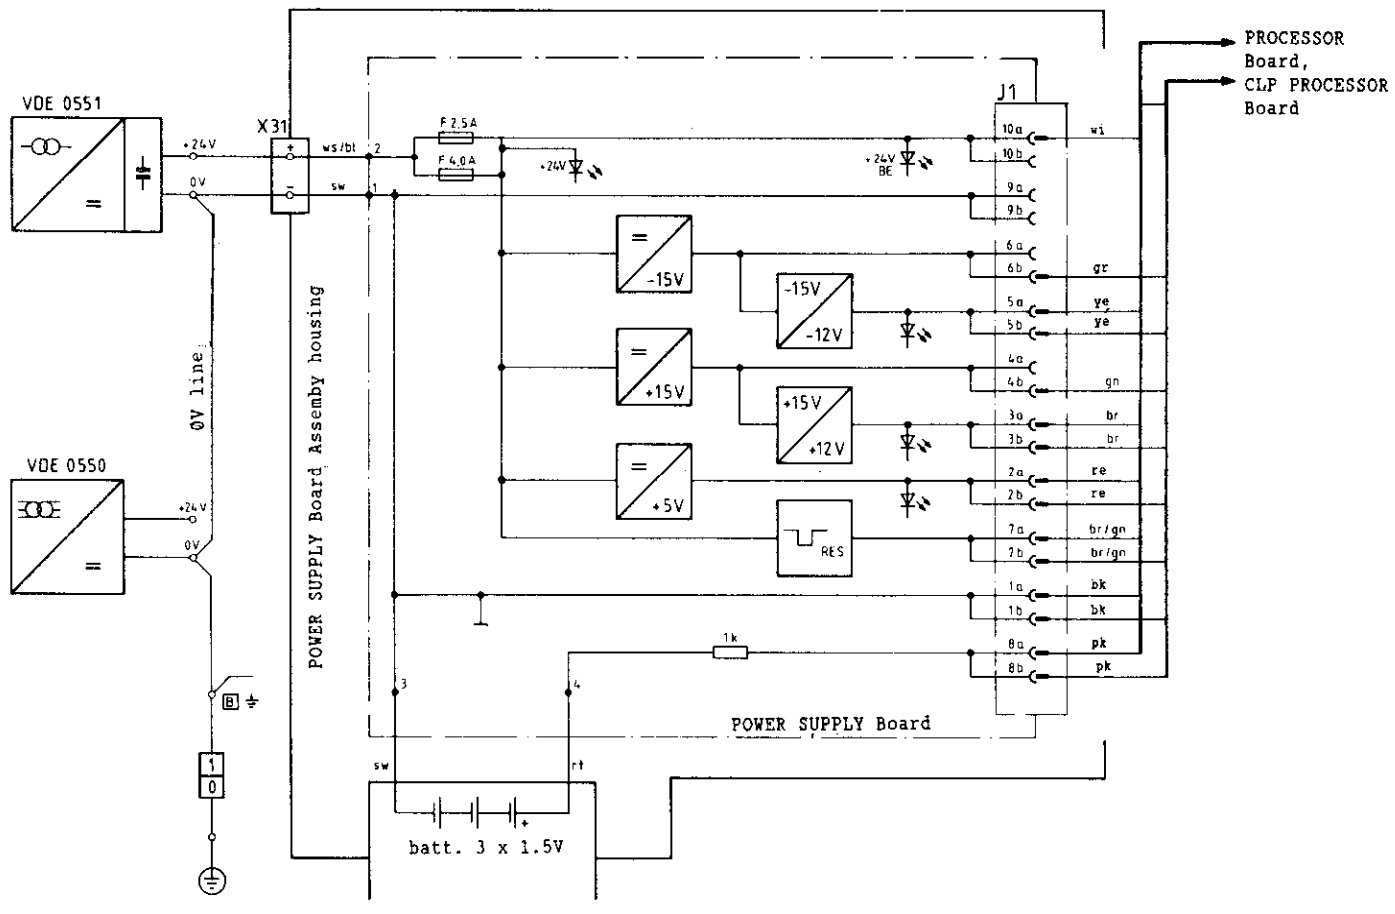 PROCESSOR
Board,
CLP PROCESSOR
Board
VDE 0551
X31
J1
F 2,5A
F 4,0A
+24V
0V
+
-
ws/bl
sw
2
1
+24V
+24V
BE
10a
10b
wi
9a
9b
6a
6b
gr
=
-15V
-15V
-12V
5a
5b
ye
ye
4a
4b
gn
=
+15V
+15V
+12V
3a
3b
br
br
=
+5V
2a
2b
re
re
RES
7a
7b
br/gn
br/gn
1a
1b
bk
bk
1k
8a
8b
pk
pk
0V line
POWER SUPPLY Board Assemby housing
VDE 0550
=
+24V
0V
=
B
1
0
3
4
POWER SUPPLY Board
sw
rt
+
batt. 3 x 1.5V